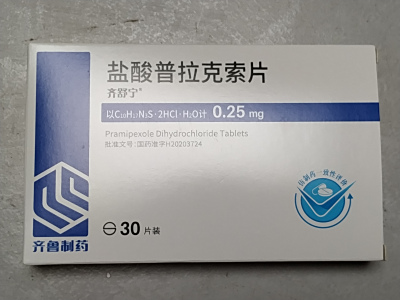 盐酸普拉克索片
齐舒宁®
以C₁₀H₁₇N₃S·2HCl·H₂O计 0.25 mg
Pramipexole Dihydrochloride Tablets
批准文号:国药准字H20203724
仿制药一致性评价
齐鲁制药
30 片装